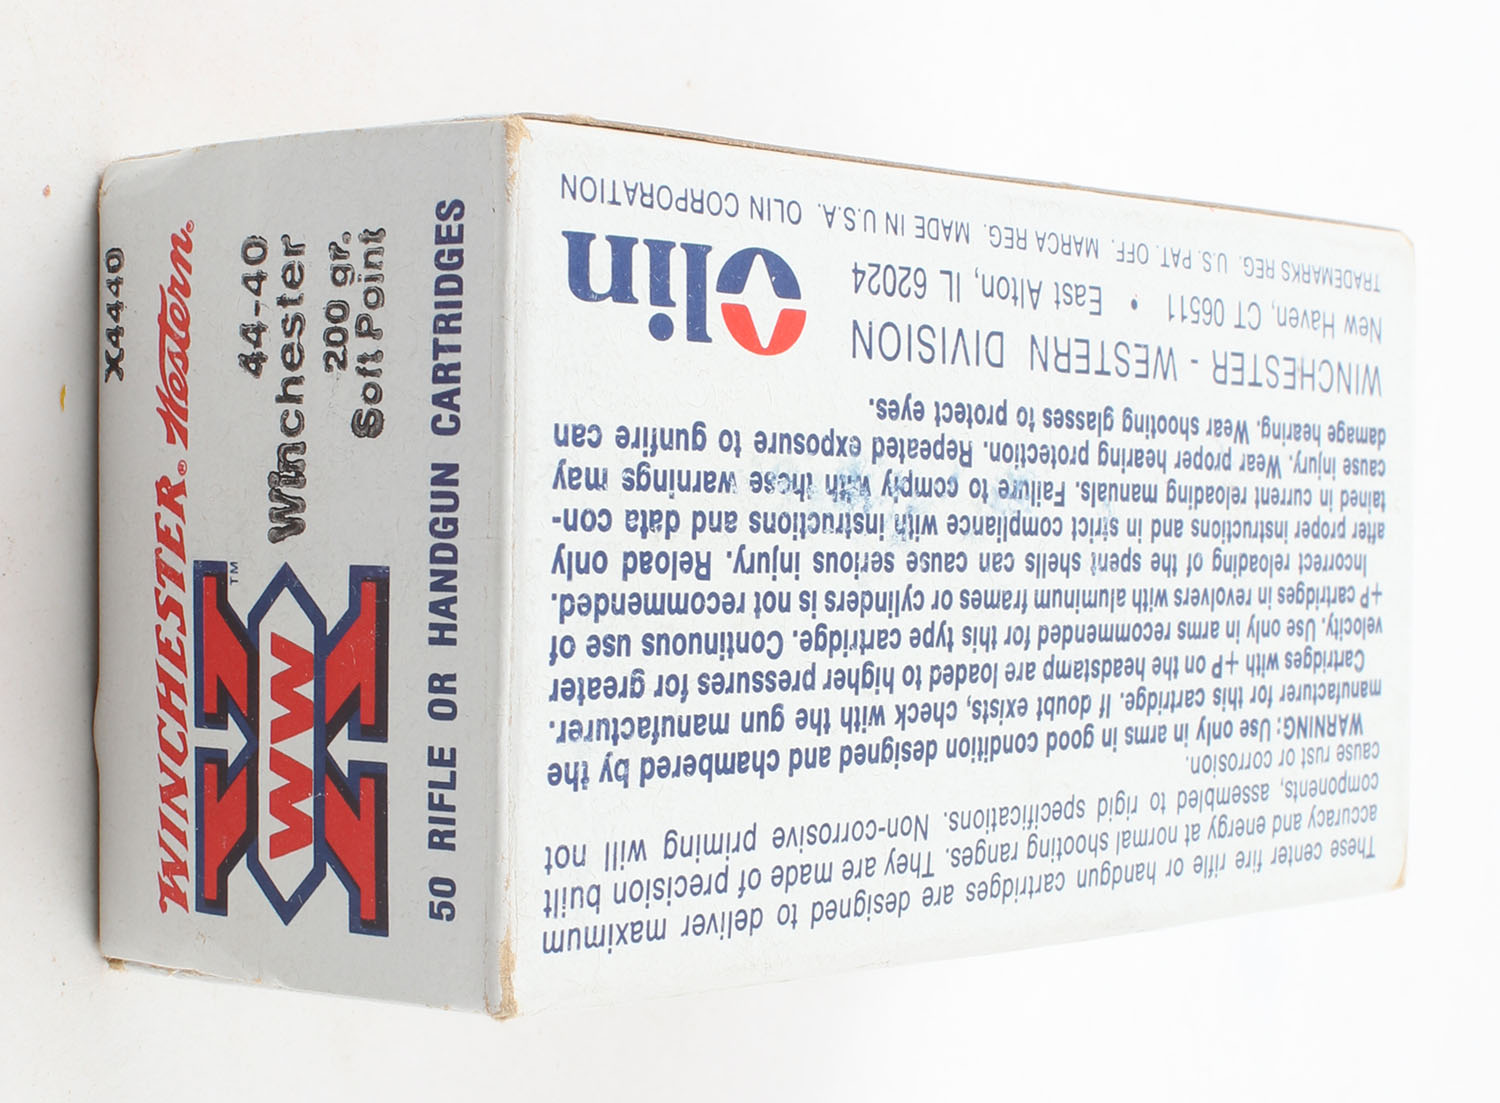 X4440
WINCHESTER® Western®
WW
TM
44-40
Winchester
200 gr.
Soft Point
50 RIFLE OR HANDGUN CARTRIDGES
These center fire rifle or handgun cartridges are designed to deliver maximum
accuracy and energy at normal shooting ranges. They are made of precision built
components, assembled to rigid specifications. Non-corrosive priming will not
cause rust or corrosion.
WARNING: Use only in arms in good condition designed and chambered by the
manufacturer for this cartridge. If doubt exists, check with the gun manufacturer.
Cartridges with +P on the headstamp are loaded to higher pressures for greater
velocity. Use only in arms recommended for this type cartridge. Continuous use of
+P cartridges in revolvers with aluminum frames or cylinders is not recommended.
Incorrect reloading of the spent shells can cause serious injury. Reload only
after proper instructions and in strict compliance with instructions and data con-
tained in current reloading manuals. Failure to comply with these warnings may
cause injury. Wear proper hearing protection. Repeated exposure to gunfire can
damage hearing. Wear shooting glasses to protect eyes.
WINCHESTER - WESTERN DIVISION
New Haven, CT 06511 • East Alton, IL 62024
Olin
TRADEMARKS REG. U.S. PAT. OFF. MARCA REG. MADE IN U.S.A. OLIN CORPORATION